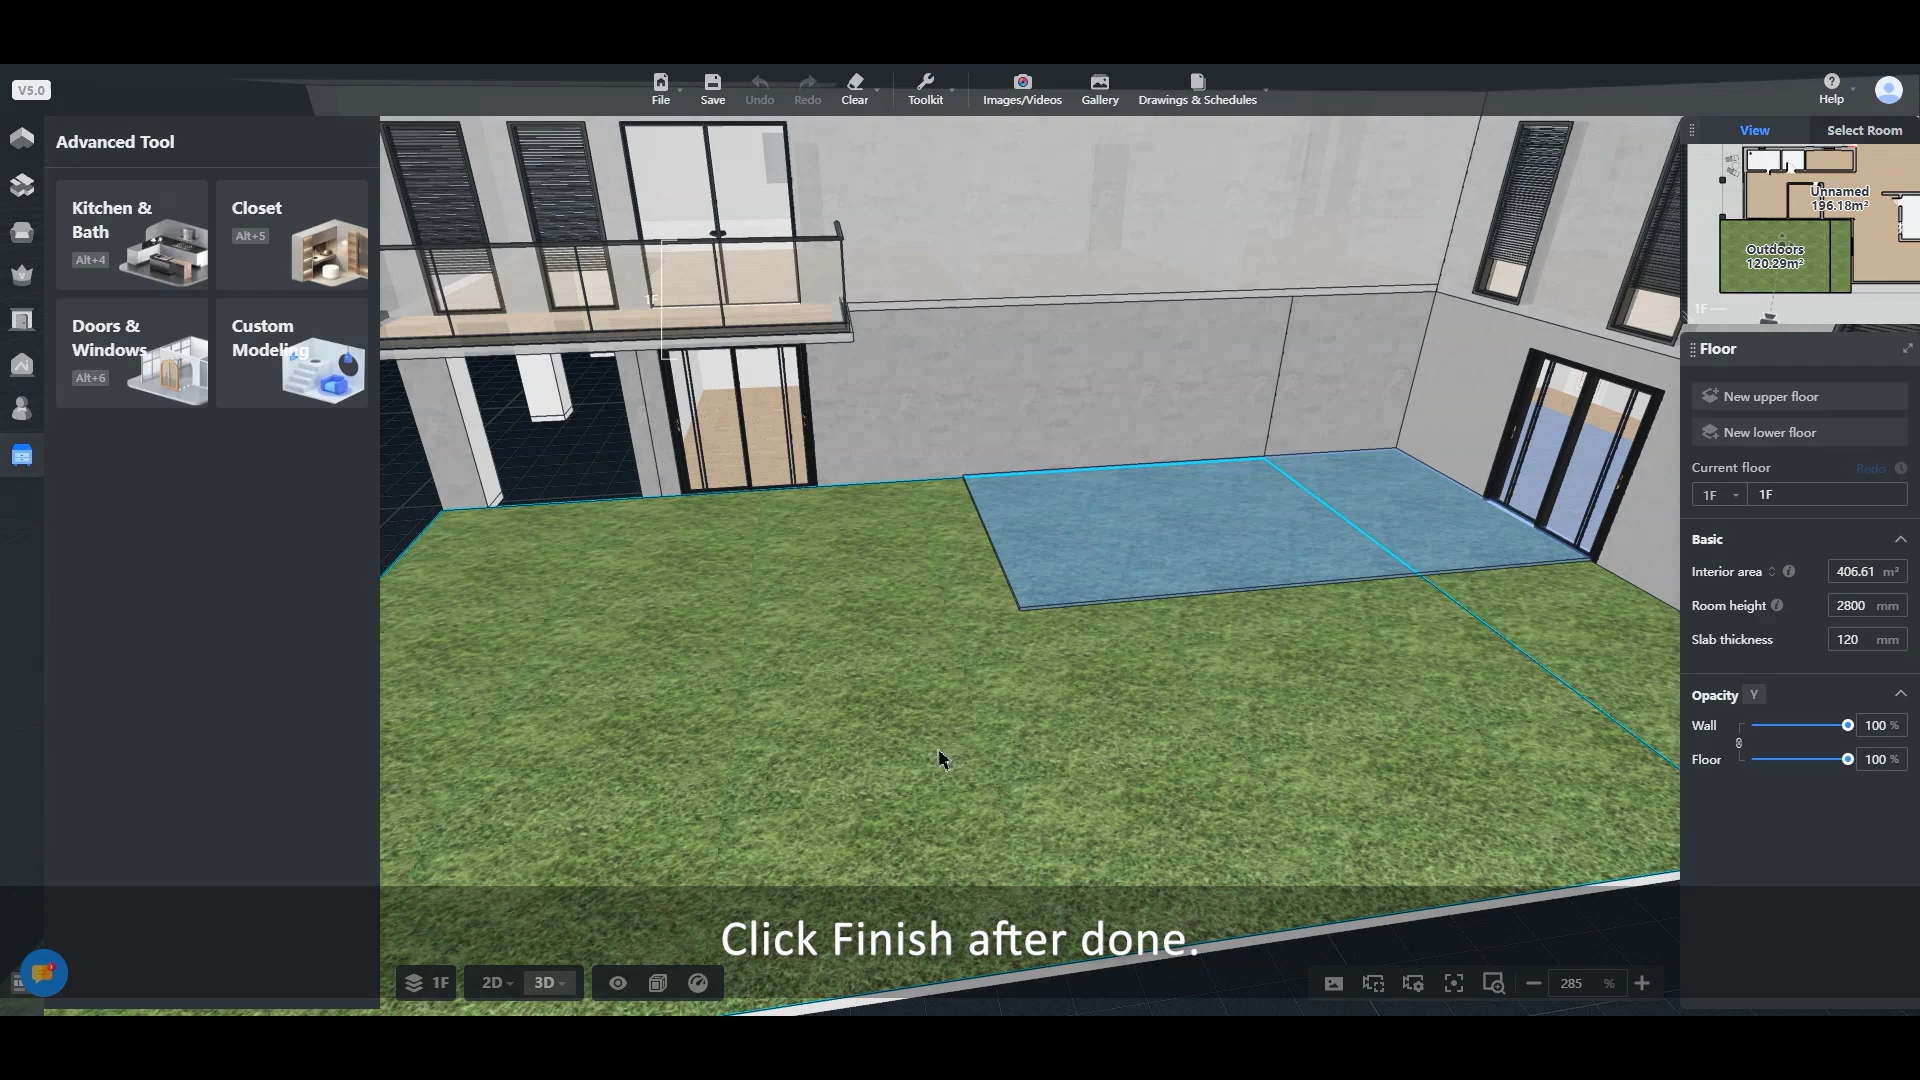 V5.0
File
Save
Undo
Redo
Clear
Toolkit
Images/Videos
Gallery
Drawings & Schedules
Help
Advanced Tool
Kitchen &
Bath
Alt+4
Closet
Alt+5
Doors &
Windows
Alt+6
Custom
Modeling
1F
View
Select Room
Unnamed
196.18m²
Outdoors
120.29m²
1F
Floor
New upper floor
New lower floor
Current floor
Redo
1F
1F
Basic
Interior area
406.61 m²
Room height
2800 mm
Slab thickness
120 mm
Opacity Y
Wall
100 %
Floor
100 %
Click Finish after done.
1F
2D
3D
285 %